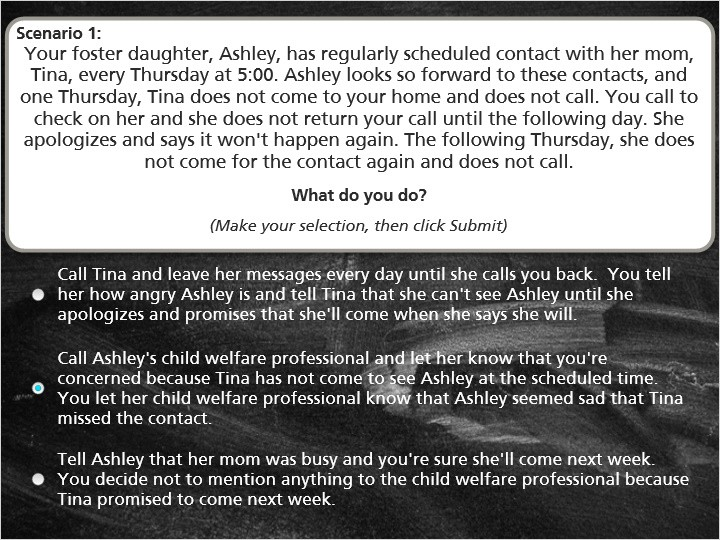 Scenario 1:
Your foster daughter, Ashley, has regularly scheduled contact with her mom,
Tina, every Thursday at 5:00. Ashley looks so forward to these contacts, and
one Thursday, Tina does not come to your home and does not call. You call to
check on her and she does not return your call until the following day. She
apologizes and says it won't happen again. The following Thursday, she does
not come for the contact again and does not call.
What do you do?
(Make your selection, then click Submit)
Call Tina and leave her messages every day until she calls you back.  You tell
her how angry Ashley is and tell Tina that she can't see Ashley until she
apologizes and promises that she'll come when she says she will.
Call Ashley's child welfare professional and let her know that you're
concerned because Tina has not come to see Ashley at the scheduled time.
You let her child welfare professional know that Ashley seemed sad that Tina
missed the contact.
Tell Ashley that her mom was busy and you're sure she'll come next week.
You decide not to mention anything to the child welfare professional because
Tina promised to come next week.